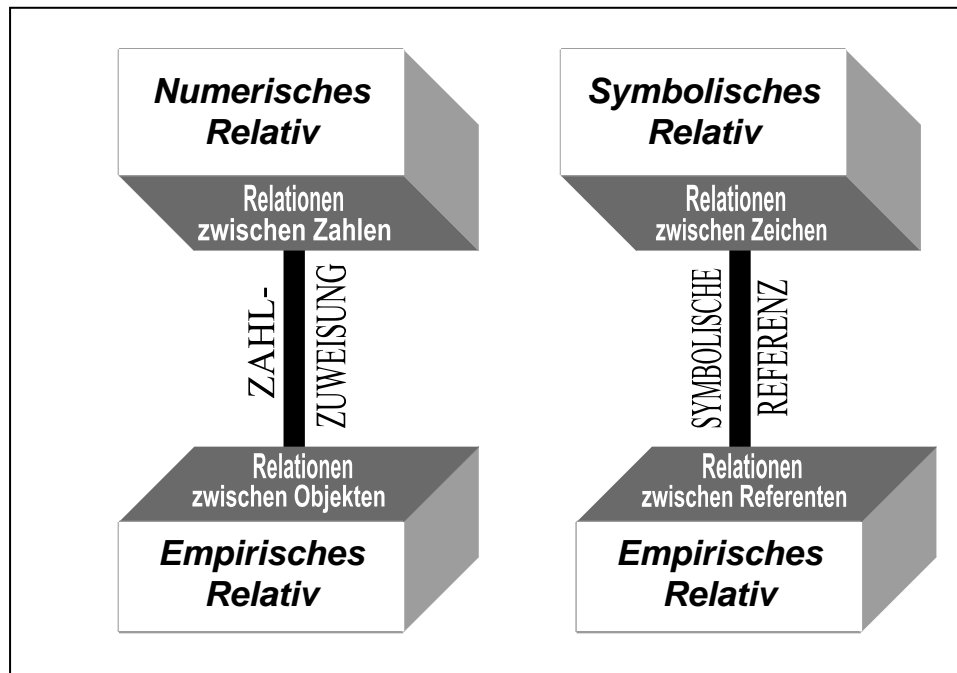 Numerisches
Relativ
Relationen
zwischen Zahlen
ZAHL-
ZUWEISUNG
Relationen
zwischen Objekten
Empirisches
Relativ
Symbolisches
Relativ
Relationen
zwischen Zeichen
SYMBOLISCHE
REFERENZ
Relationen
zwischen Referenten
Empirisches
Relativ